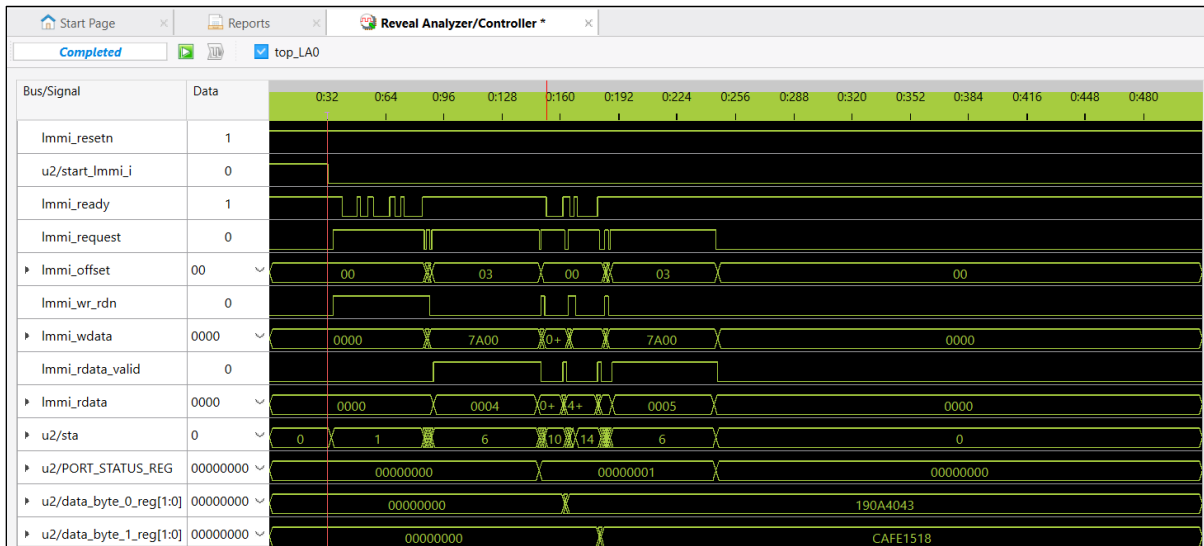 Start Page × Reports × Reveal Analyzer/Controller * ×
Completed top_LA0
Bus/Signal Data 0:32 0:64 0:96 0:128 0:160 0:192 0:224 0:256 0:288 0:320 0:352 0:384 0:416 0:448 0:480
lmmi_resetn 1
u2/start_lmmi_i 0
lmmi_ready 1
lmmi_request 0
lmmi_offset 00 00 03 00 03 00
lmmi_wr_rdn 0
lmmi_wdata 0000 0000 7A00 0+ 7A00 0000
lmmi_rdata_valid 0
lmmi_rdata 0000 0000 0004 0+ 4+ 0005 0000
u2/sta 0 0 1 6 10 14 6 0
u2/PORT_STATUS_REG 00000000 00000000 00000001 00000000
u2/data_byte_0_reg[1:0] 00000000 00000000 190A4043
u2/data_byte_1_reg[1:0] 00000000 00000000 CAFE1518